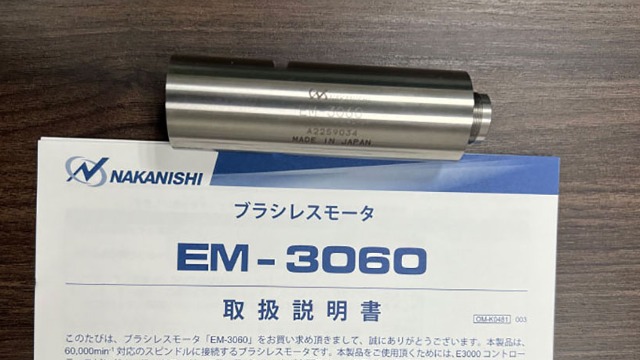 NAKANISHI
EM-3060
A2259034
MADE IN JAPAN
NAKANISHI
ブラシレスモータ
EM-3060
取扱説明書
OM-K0481 003
このたびは、ブラシレスモータ「EM-3060」をお買い求め頂きまして、誠にありがとうございます。本製品は、
60,000min⁻¹ 対応のスピンドルに接続するブラシレスモータです。本製品をご使用頂くためには、E3000 コントロー